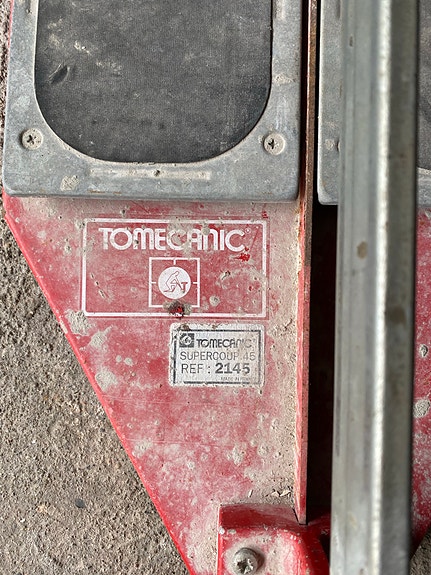 TOMECANIC
TOMECANIC
SUPERCOUP 45
REF : 2145
MADE IN FRANCE